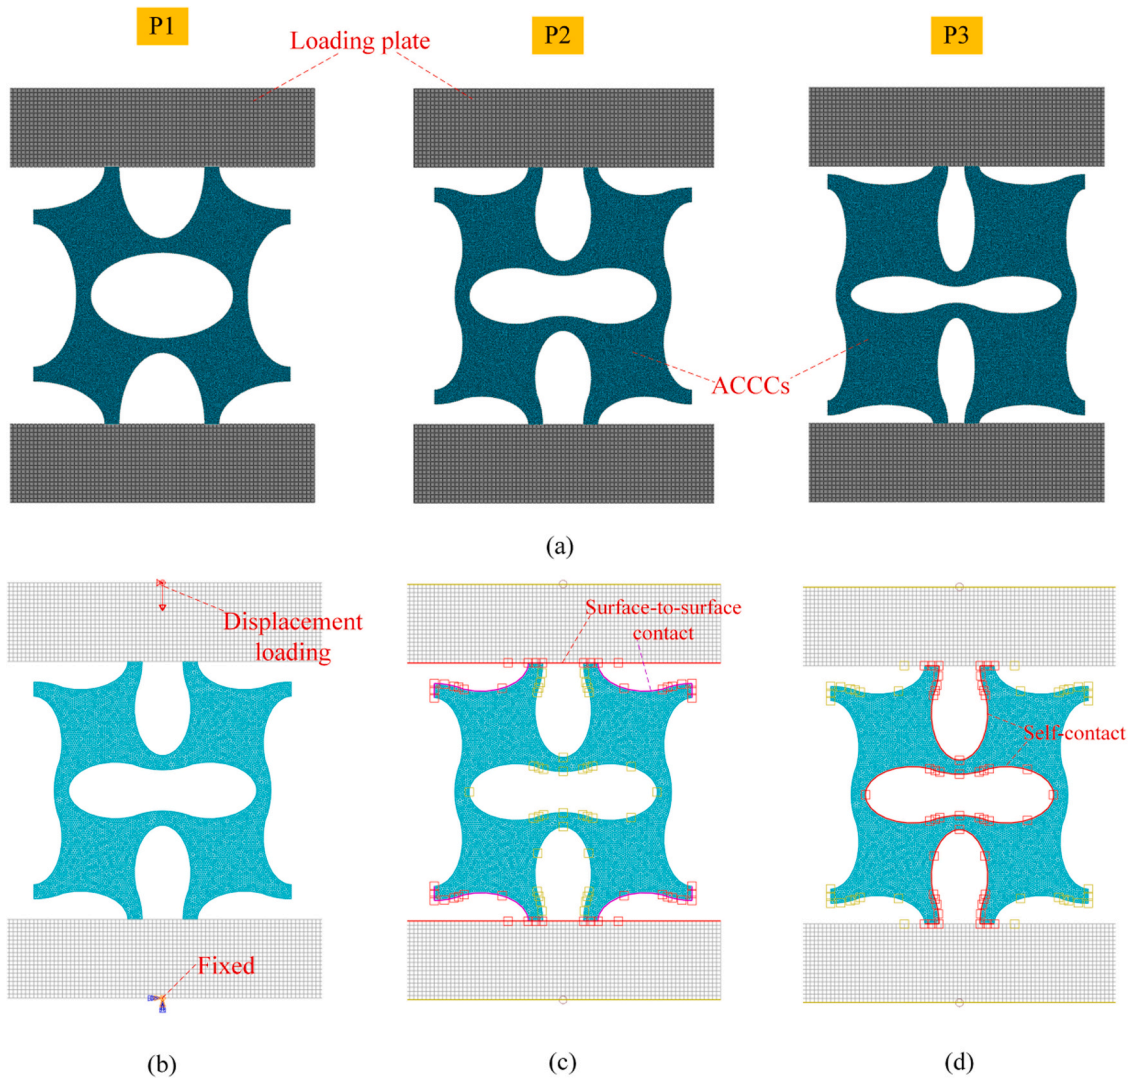 P1
P2
P3
Loading plate
ACCCs
(a)
Displacement
loading
Fixed
Surface-to-surface
contact
Self-contact
(b)
(c)
(d)